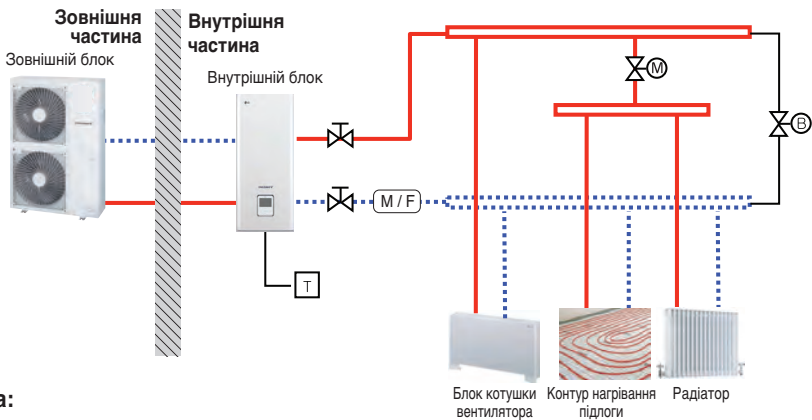 Зовнішня
частина
Внутрішня
частина
Зовнішній блок
Внутрішній блок
M
B
M / F
T
Блок котушки
вентилятора
Контур нагрівання
підлоги
Радіатор
а: